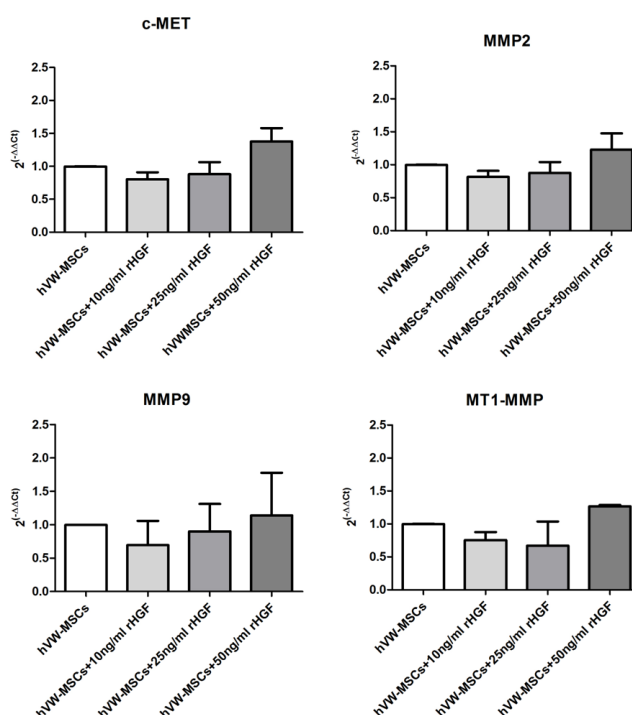 c-MET
2.5
2.0
1.5
1.0
0.5
0.0
2(-ΔΔCt)
hVW-MSCs
hVW-MSCs+10ng/ml rHGF
hVW-MSCs+25ng/ml rHGF
hVWMSCs+50ng/ml rHGF
MMP2
2.5
2.0
1.5
1.0
0.5
0.0
2(-ΔΔCt)
hVW-MSCs
hVW-MSCs+10ng/ml rHGF
hVW-MSCs+25ng/ml rHGF
hVW-MSCs+50ng/ml rHGF
MMP9
2.5
2.0
1.5
1.0
0.5
0.0
2(-ΔΔCt)
hVW-MSCs
hVW-MSCs+10ng/ml rHGF
hVW-MSCs+25ng/ml rHGF
hVW-MSCs+50ng/ml rHGF
MT1-MMP
2.5
2.0
1.5
1.0
0.5
0.0
2(-ΔΔCt)
hVW-MSCs
hVW-MSCs+10ng/ml rHGF
hVW-MSCs+25ng/ml rHGF
hVW-MSCs+50ng/ml rHGF